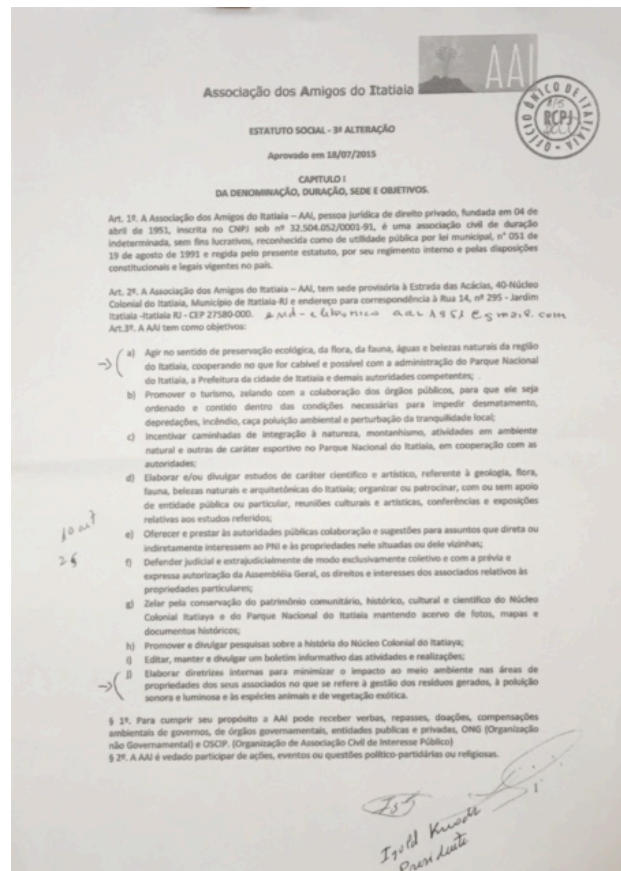 AAI
Associação dos Amigos do Itatiaia
OFÍCIO ÚNICO DE ITATIAIA
RCPJ
ESTATUTO SOCIAL - 3ª ALTERAÇÃO
Aprovado em 18/07/2015
CAPITULO I
DA DENOMINAÇÃO, DURAÇÃO, SEDE E OBJETIVOS.
Art. 1º. A Associação dos Amigos do Itatiaia – AAI, pessoa jurídica de direito privado, fundada em 04 de
abril de 1951, inscrita no CNPJ sob nº 32.504.052/0001-91, é uma associação civil de duração
indeterminada, sem fins lucrativos, reconhecida como de utilidade pública por lei municipal, n° 051 de
19 de agosto de 1991 e regida pelo presente estatuto, por seu regimento interno e pelas disposições
constitucionais e legais vigentes no país.
Art. 2º. A Associação dos Amigos do Itatiaia – AAI, tem sede provisória à Estrada das Acácias, 40-Núcleo
Colonial do Itatiaia, Município de Itatiaia-RJ e endereço para correspondência à Rua 14, nº 295 - Jardim
Itatiaia -Itatiaia RJ - CEP 27580-000.
Art.3º. A AAI tem como objetivos:
a) Agir no sentido de preservação ecológica, da flora, da fauna, águas e belezas naturais da região
do Itatiaia, cooperando no que for cabível e possível com a administração do Parque Nacional
do Itatiaia, a Prefeitura da cidade de Itatiaia e demais autoridades competentes;
b) Promover o turismo, zelando com a colaboração dos órgãos públicos, para que ele seja
ordenado e contido dentro das condições necessárias para impedir desmatamento,
depredações, incêndio, caça poluição ambiental e perturbação da tranquilidade local;
c) Incentivar caminhadas de integração à natureza, montanhismo, atividades em ambiente
natural e outras de caráter esportivo no Parque Nacional do Itatiaia, em cooperação com as
autoridades;
d) Elaborar e/ou divulgar estudos de caráter cientifico e artístico, referente à geologia, flora,
fauna, belezas naturais e arquitetônicas do Itatiaia; organizar ou patrocinar, com ou sem apoio
de entidade pública ou particular, reuniões culturais e artísticas, conferências e exposições
relativas aos estudos referidos;
e) Oferecer e prestar às autoridades públicas colaboração e sugestões para assuntos que direta ou
indiretamente interessem ao PNI e às propriedades nele situadas ou dele vizinhas;
f) Defender judicial e extrajudicialmente de modo exclusivamente coletivo e com a prévia e
expressa autorização da Assembléia Geral, os direitos e interesses dos associados relativos às
propriedades particulares;
g) Zelar pela conservação do patrimônio comunitário, histórico, cultural e cientifico do Núcleo
Colonial Itatiaya e do Parque Nacional do Itatiaia mantendo acervo de fotos, mapas e
documentos históricos;
h) Promover e divulgar pesquisas sobre a história do Núcleo Colonial do Itatiaya;
i) Editar, manter e divulgar um boletim informativo das atividades e realizações;
j) Elaborar diretrizes internas para minimizar o impacto ao meio ambiente nas áreas de
propriedades dos seus associados no que se refere à gestão dos resíduos gerados, à poluição
sonora e luminosa e às espécies animais e de vegetação exótica.
§ 1º. Para cumprir seu propósito a AAI pode receber verbas, repasses, doações, compensações
ambientais de governos, de órgãos governamentais, entidades publicas e privadas, ONG (Organização
não Governamental) e OSCIP. (Organização de Associação Civil de Interesse Público)
§ 2º. A AAI é vedado participar de ações, eventos ou questões político-partidárias ou religiosas.
Presidente